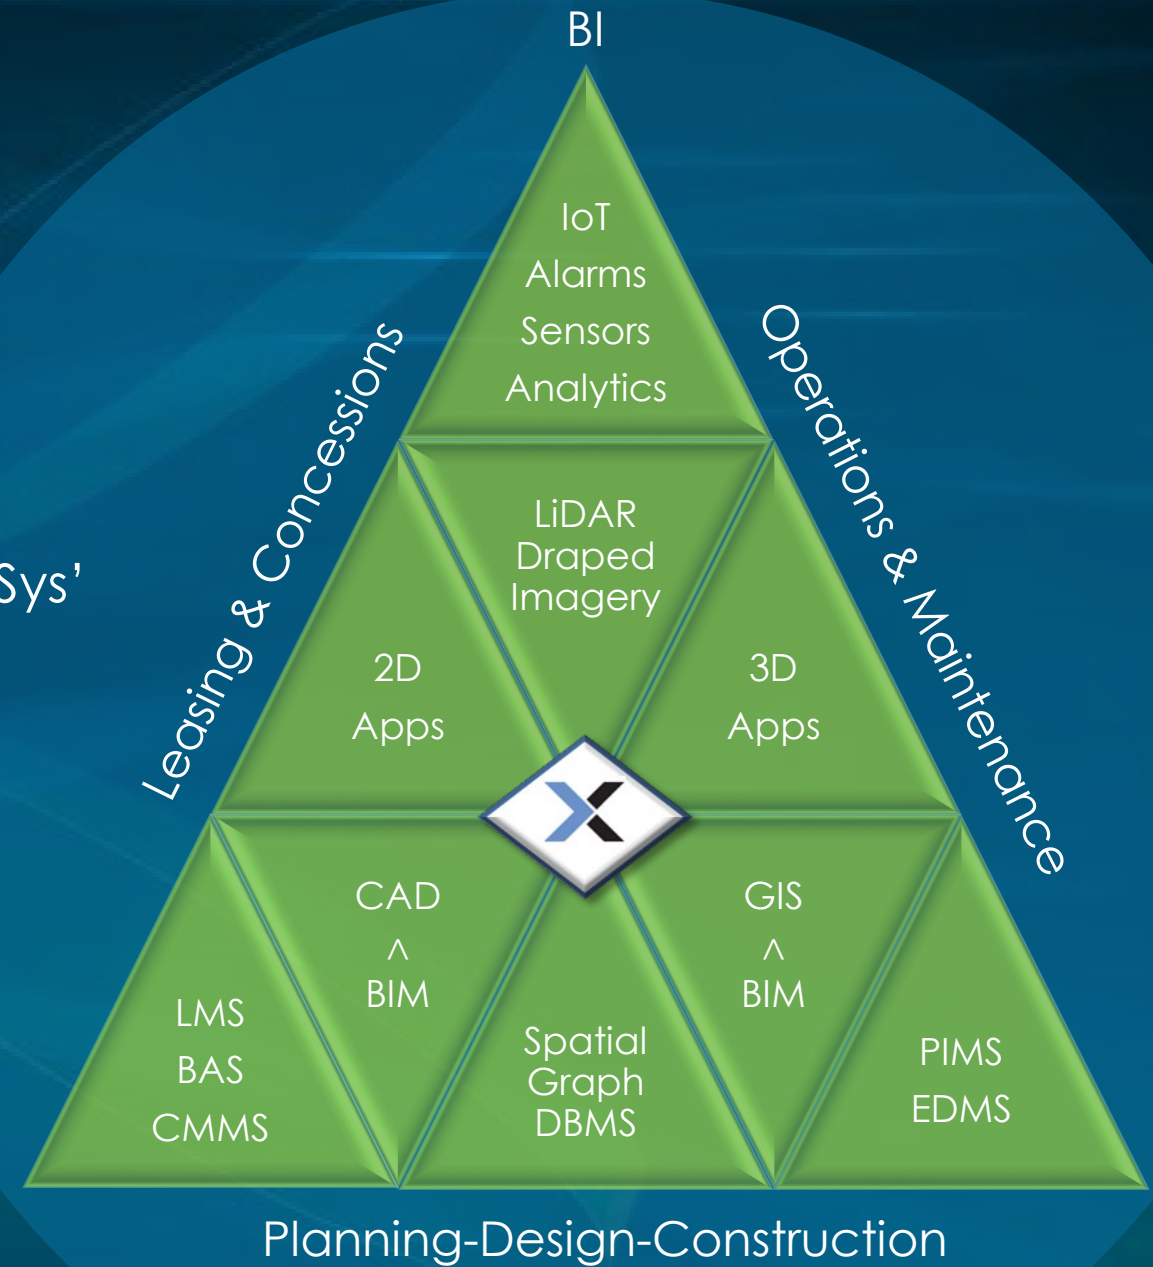 BI
IoT
Alarms
Sensors
Analytics
Leasing & Concessions
Operations & Maintenance
LiDAR
Draped
Imagery
Sys’
2D
Apps
3D
Apps
CAD
^
BIM
GIS
^
BIM
LMS
BAS
CMMS
Spatial
Graph
DBMS
PIMS
EDMS
Planning-Design-Construction